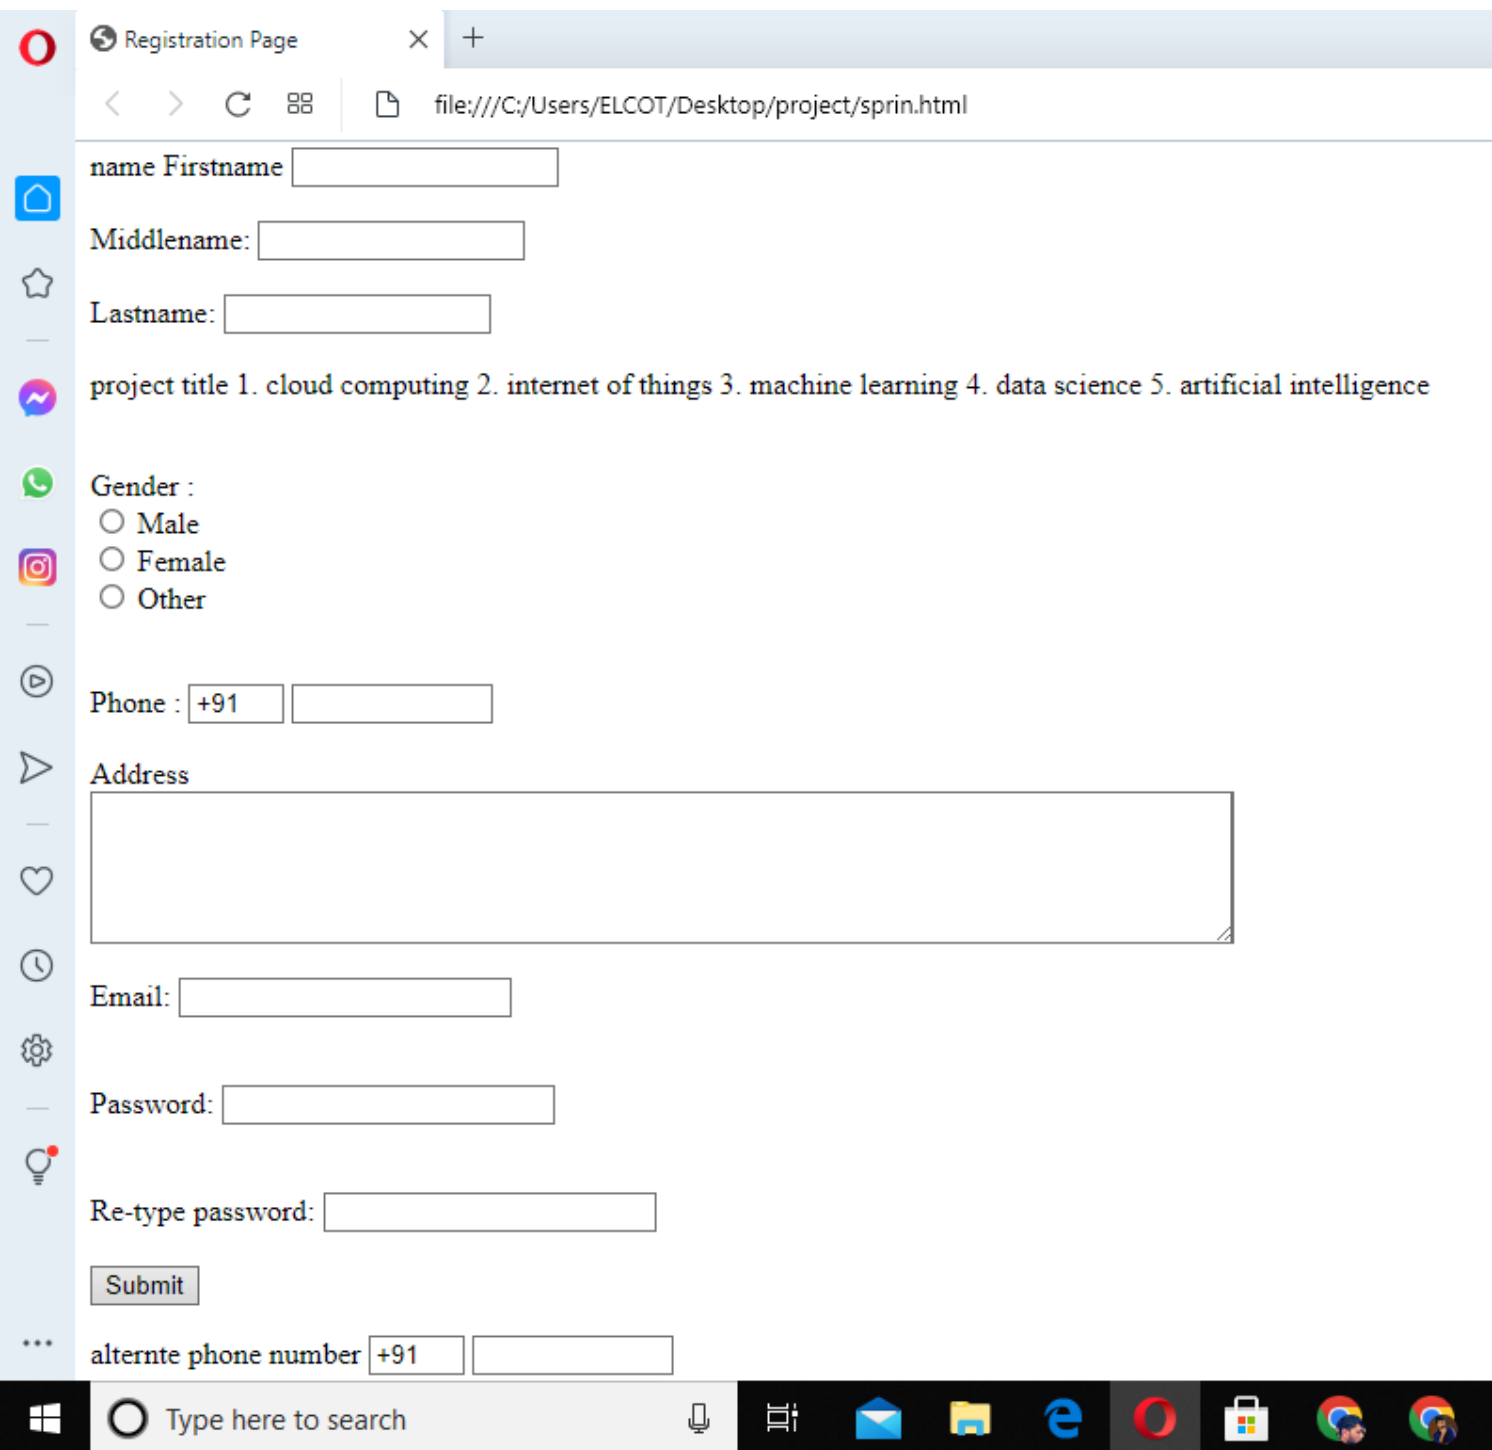 Registration Page
file:///C:/Users/ELCOT/Desktop/project/sprin.html
name Firstname
Middlename:
Lastname:
project title 1. cloud computing 2. internet of things 3. machine learning 4. data science 5. artificial intelligence
Gender :
Male
Female
Other
Phone : +91
Address
Email:
Password:
Re-type password:
Submit
alternte phone number +91
Type here to search